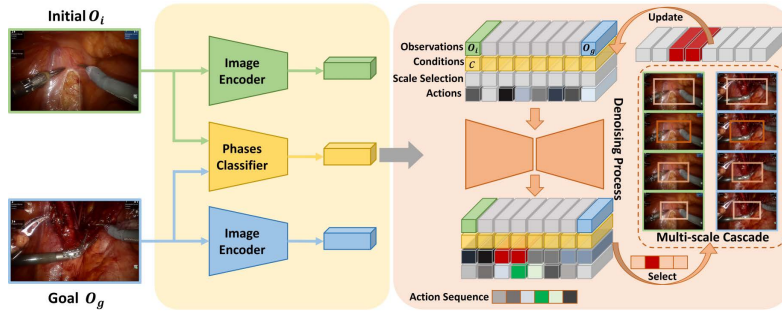 Initial O_i
Goal O_g
Image
Encoder
Phases
Classifier
Image
Encoder
Observations
O_i
O_g
Conditions
C
Scale Selection
Actions
Denoising Process
Update
Multi-scale Cascade
Select
Action Sequence